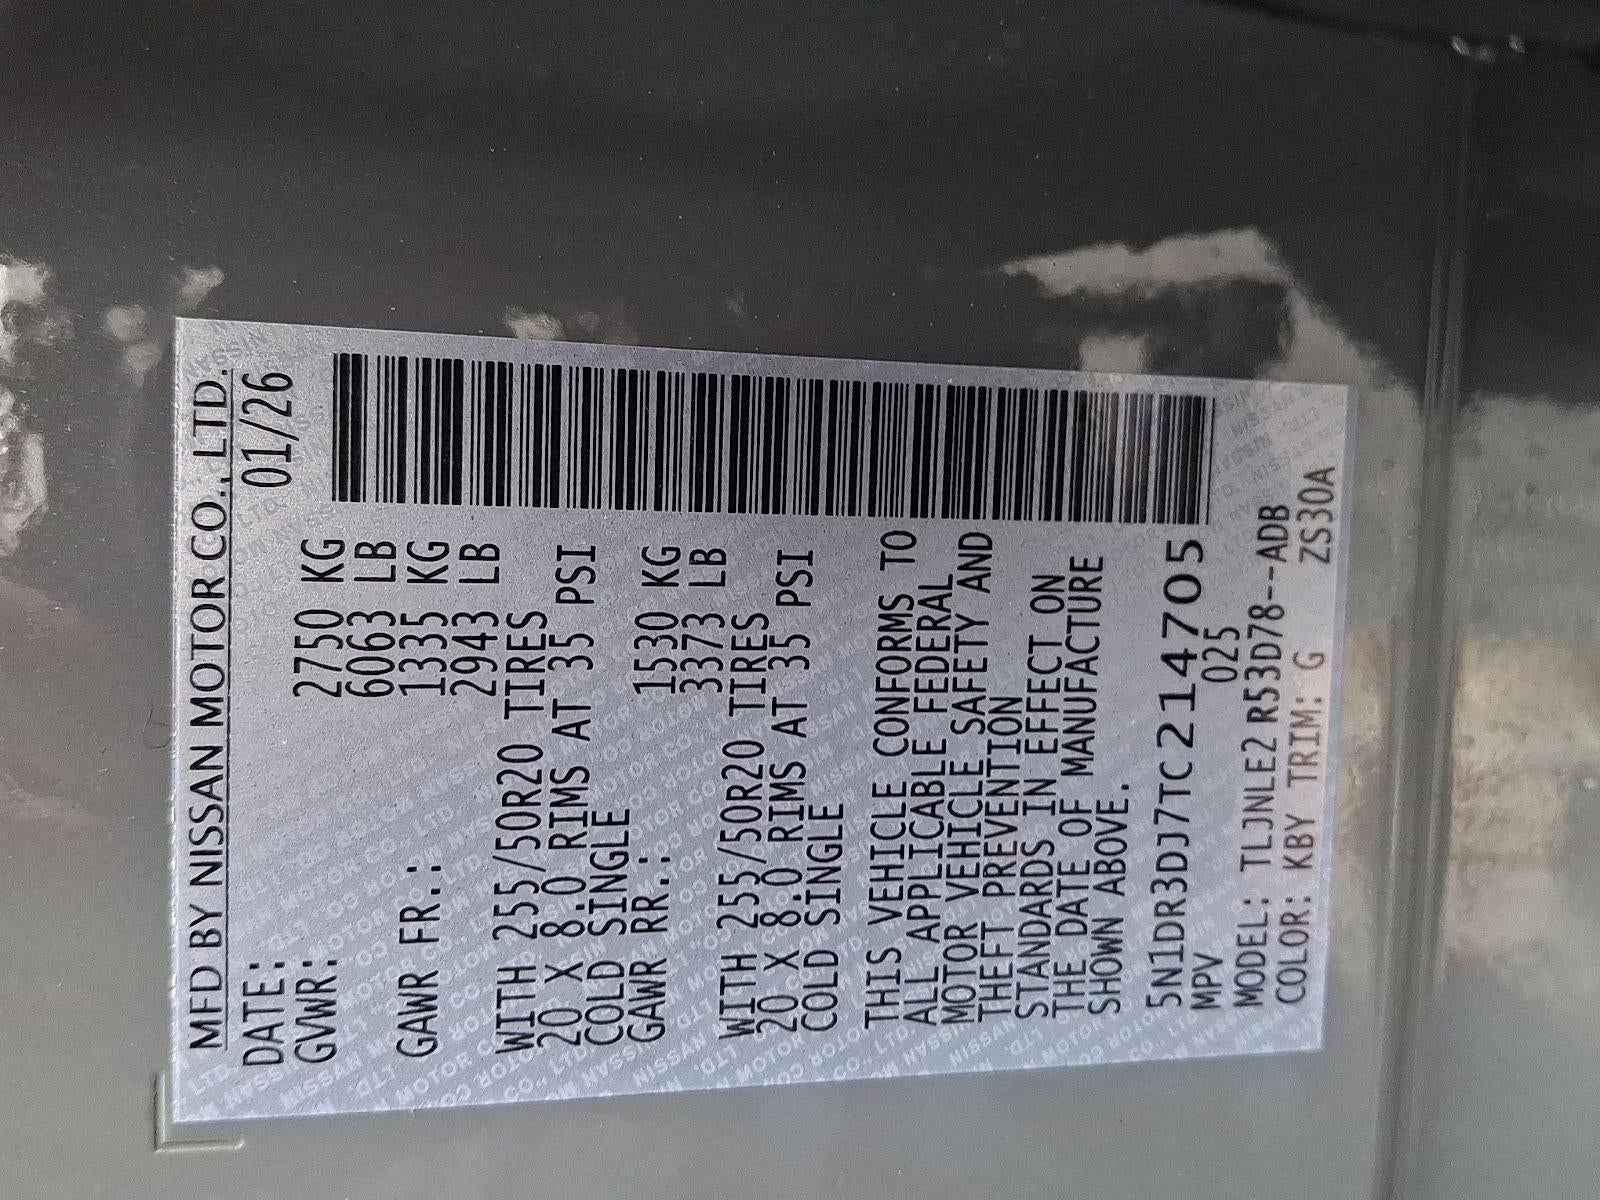 MFD BY NISSAN MOTOR CO., LTD.
DATE: 01/26
GVWR: 2750 KG
6063 LB
GAWR FR.: 1335 KG
2943 LB
WITH 255/50R20 TIRES
20 X 8.0 RIMS AT 35 PSI
COLD SINGLE
GAWR RR.: 1530 KG
3373 LB
WITH 255/50R20 TIRES
20 X 8.0 RIMS AT 35 PSI
COLD SINGLE
THIS VEHICLE CONFORMS TO
ALL APPLICABLE FEDERAL
MOTOR VEHICLE SAFETY AND
THEFT PREVENTION
STANDARDS IN EFFECT ON
THE DATE OF MANUFACTURE
SHOWN ABOVE.
5N1DR3DJ7TC214705
MPV 025
MODEL: TLJNLE2 R53D78--ADB
COLOR: KBY TRIM: G ZS30A